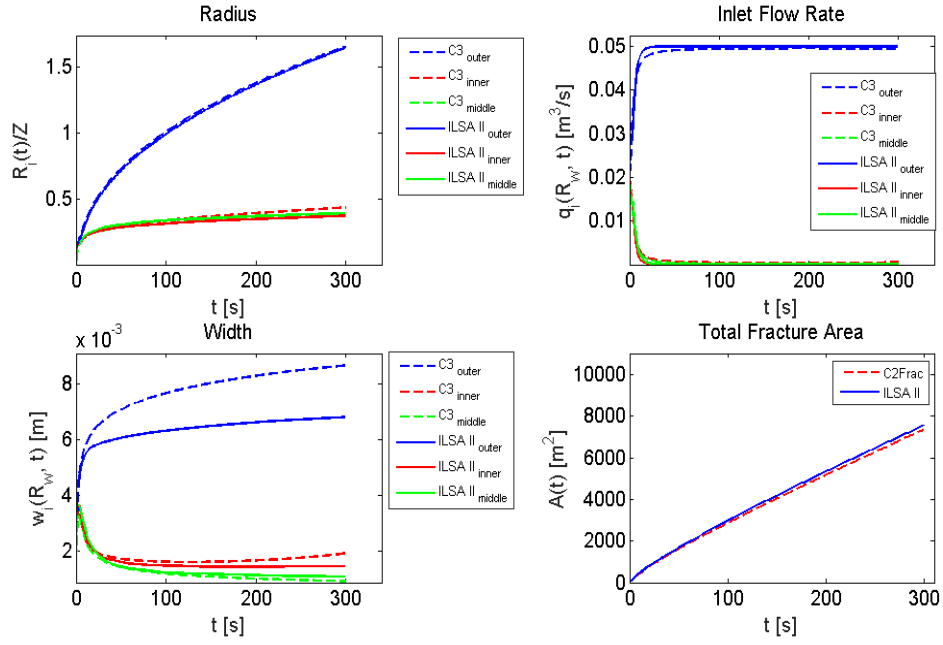 Radius
R_i(t)/Z
1.5
1
0.5
0
100
200
300
t [s]
C3 outer
C3 inner
C3 middle
ILSA II outer
ILSA II inner
ILSA II middle
Inlet Flow Rate
q_i(R_W, t) [m^3/s]
0.05
0.04
0.03
0.02
0.01
0
100
200
300
t [s]
C3 outer
C3 inner
C3 middle
ILSA II outer
ILSA II inner
ILSA II middle
Width
x 10^-3
w_i(R_W, t) [m]
8
6
4
2
0
100
200
300
t [s]
C3 outer
C3 inner
C3 middle
ILSA II outer
ILSA II inner
ILSA II middle
Total Fracture Area
A(t) [m^2]
10000
8000
6000
4000
2000
0
0
100
200
300
t [s]
C2Frac
ILSA II